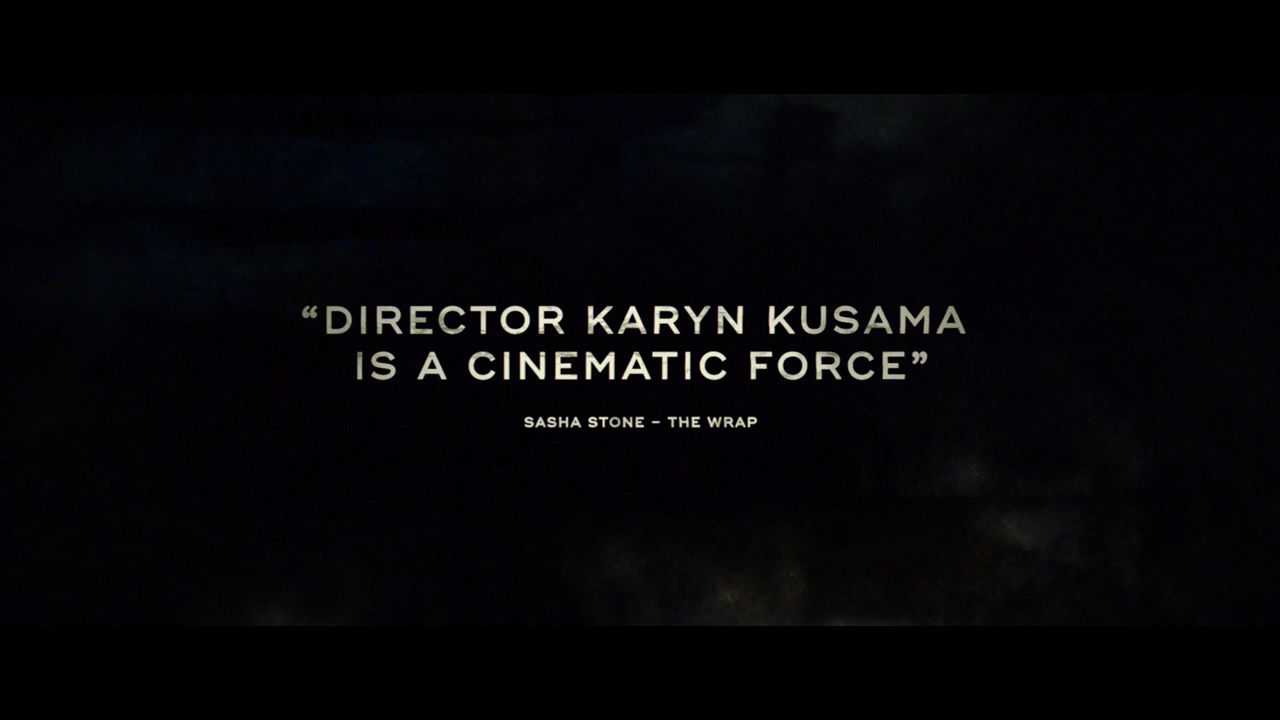 “DIRECTOR KARYN KUSAMA
IS A CINEMATIC FORCE”
SASHA STONE – THE WRAP